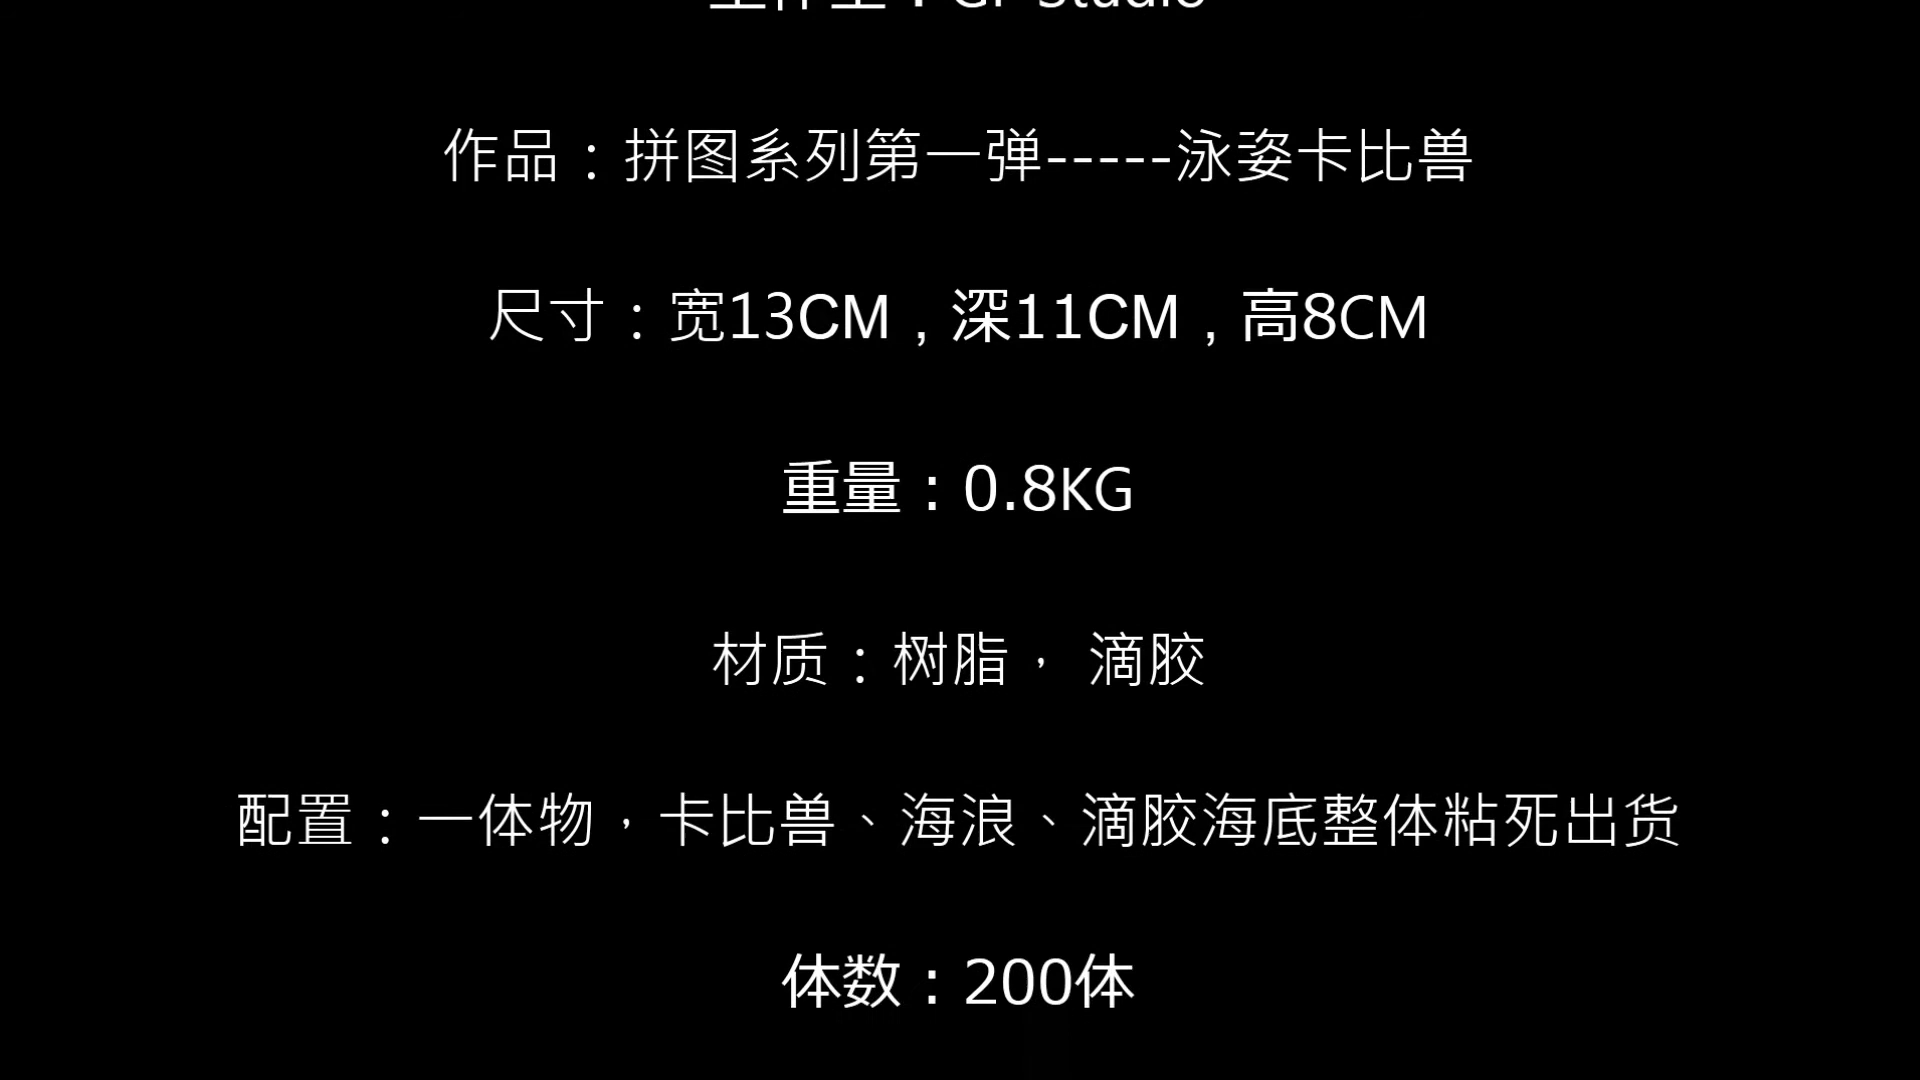 Studio
作品：拼图系列第一弹-----泳姿卡比兽
尺寸：宽13CM，深11CM，高8CM
重量：0.8KG
材质：树脂， 滴胶
配置：一体物，卡比兽、海浪、滴胶海底整体粘死出货
体数：200体